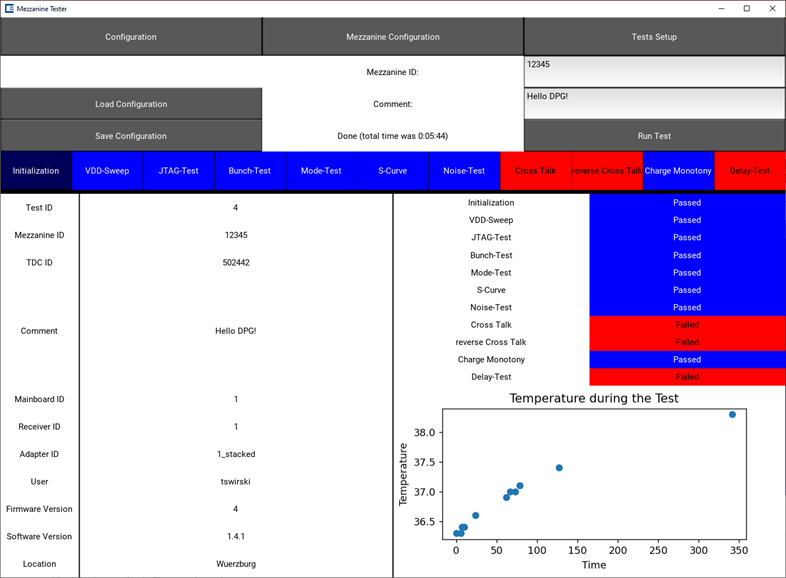 Mezzanine Tester
Configuration Mezzanine Configuration Tests Setup
Mezzanine ID: 12345
Load Configuration Comment: Hello DPG!
Save Configuration Done (total time was 0:05:44) Run Test
Initialization VDD-Sweep JTAG-Test Bunch-Test Mode-Test S-Curve Noise-Test Cross Talk reverse Cross Talk Charge Monotony Delay-Test
Test ID 4
Mezzanine ID 12345
TDC ID 502442
Comment Hello DPG!
Mainboard ID 1
Receiver ID 1
Adapter ID 1_stacked
User tswirski
Firmware Version 4
Software Version 1.4.1
Location Wuerzburg
Initialization Passed
VDD-Sweep Passed
JTAG-Test Passed
Bunch-Test Passed
Mode-Test Passed
S-Curve Passed
Noise-Test Passed
Cross Talk Failed
reverse Cross Talk Failed
Charge Monotony Passed
Delay-Test Failed
Temperature during the Test
Temperature
38.0
37.5
37.0
36.5
0 50 100 150 200 250 300 350
Time